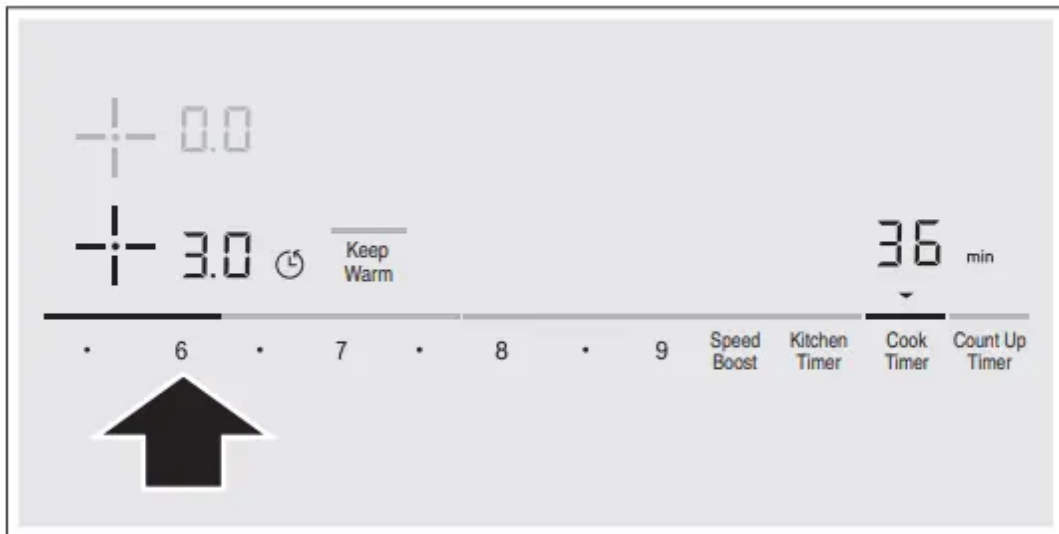 0.0
3.0
Keep
Warm
36 min
· 6 · 7 · 8 · 9
Speed
Boost
Kitchen
Timer
Cook
Timer
Count Up
Timer